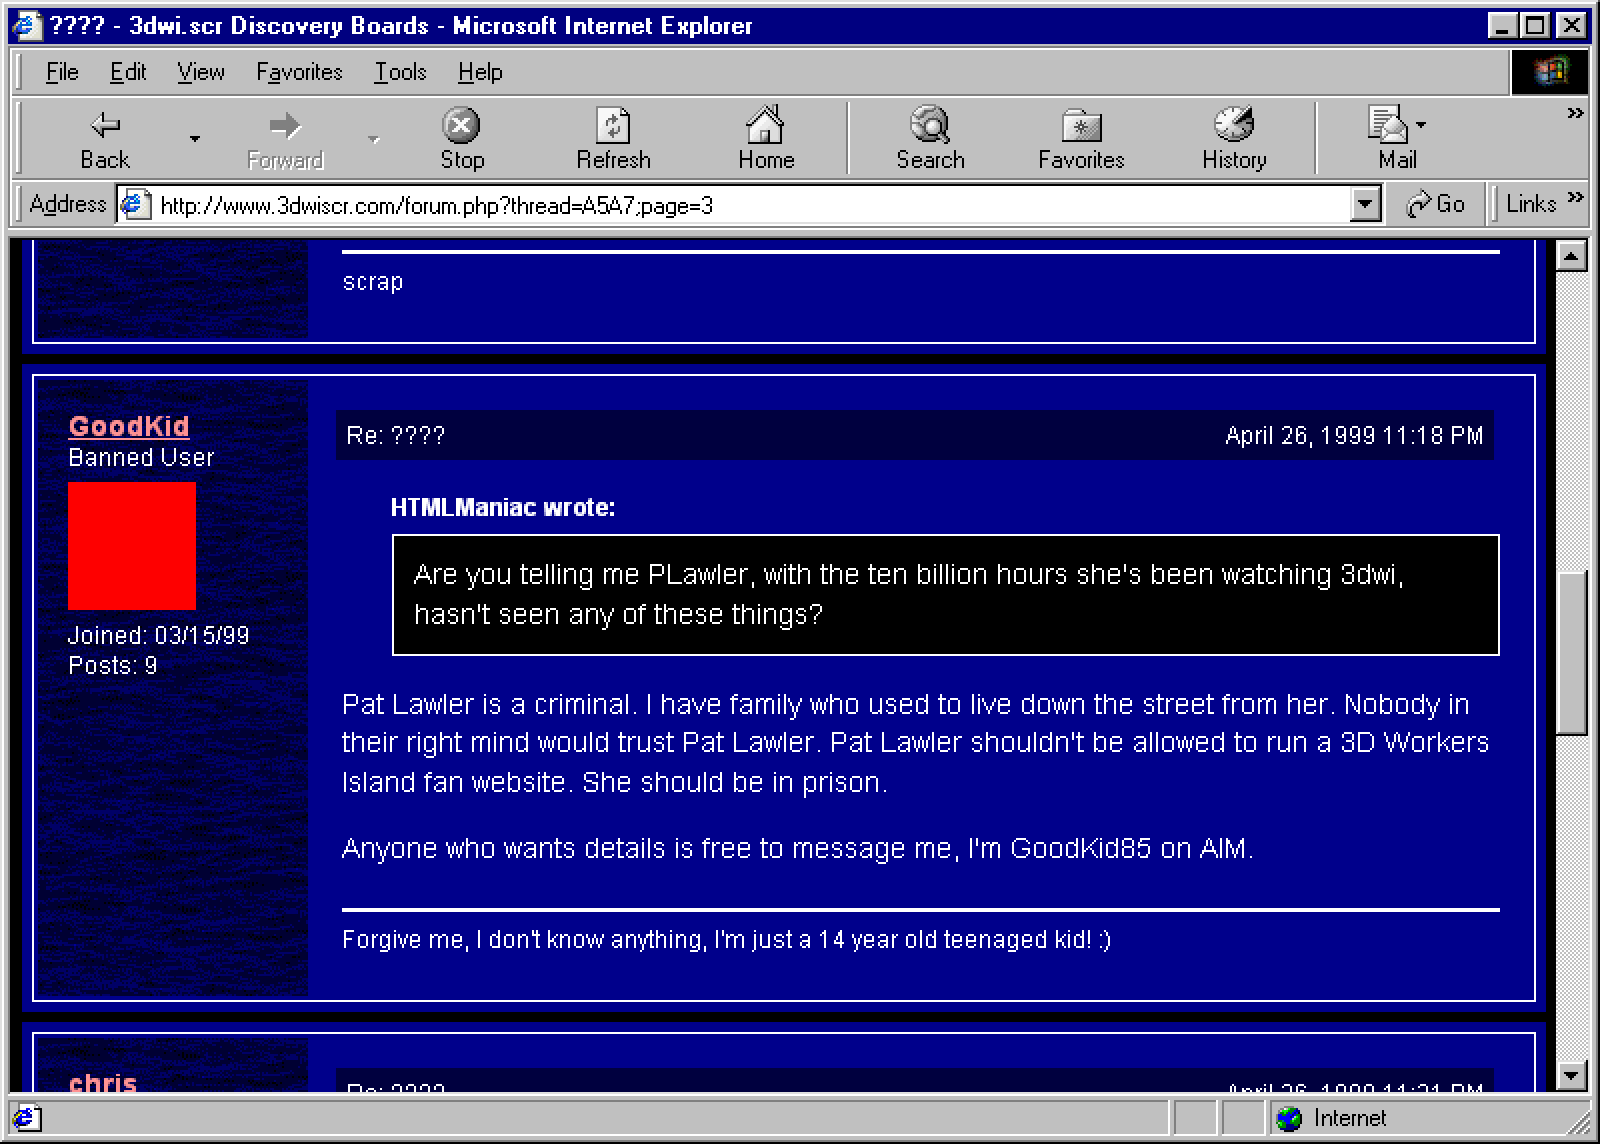 ???? - 3dwi.scr Discovery Boards - Microsoft Internet Explorer
File Edit View Favorites Tools Help
Back Forward Stop Refresh Home Search Favorites History Mail »
Address http://www.3dwiscr.com/forum.php?thread=A5A7;page=3 Go Links »
scrap
GoodKid
Banned User
Joined: 03/15/99
Posts: 9
Re: ???? April 26, 1999 11:18 PM
HTMLManiac wrote:
Are you telling me PLawler, with the ten billion hours she's been watching 3dwi,
hasn't seen any of these things?
Pat Lawler is a criminal. I have family who used to live down the street from her. Nobody in
their right mind would trust Pat Lawler. Pat Lawler shouldn't be allowed to run a 3D Workers
Island fan website. She should be in prison.
Anyone who wants details is free to message me, I'm GoodKid85 on AIM.
Forgive me, I don't know anything, I'm just a 14 year old teenaged kid! :)
chris
Re: ???? April 26, 1999 11:21 PM
Internet